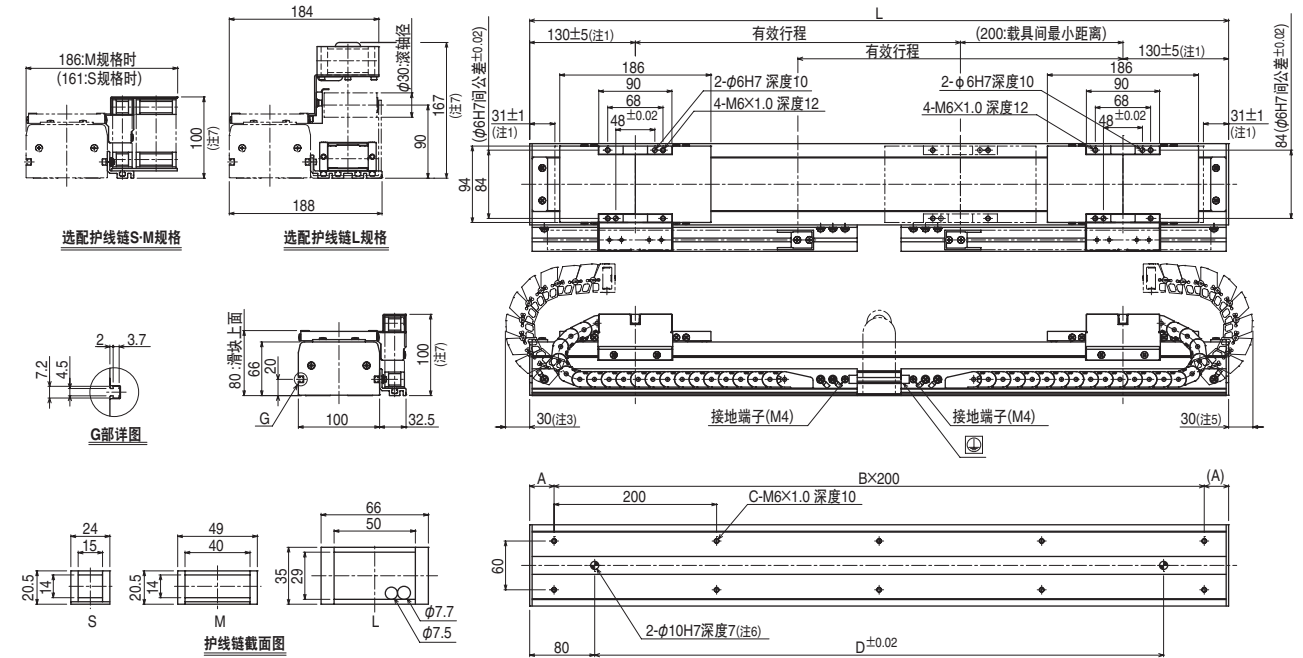 184
186:M规格时
(161:S规格时)
100
(注7)
ϕ30:滚轴径
167
(注7)
90
188
选配护线链S·M规格
选配护线链L规格
L
130±5(注1)
有效行程
(200:载具间最小距离)
有效行程
130±5(注1)
186
90
68
48±0.02
2-ϕ6H7 深度10
4-M6×1.0 深度12
31±1
(注1)
(ϕ6H7间公差±0.02)
94
84
186
90
68
48±0.02
2-ϕ6H7深度10
4-M6×1.0 深度12
31±1
(注1)
84(ϕ6H7间公差±0.02)
2
3.7
7.2
4.5
G部详图
80:滑块上面
66
20
100
(注7)
G
100
32.5
接地端子(M4)
接地端子(M4)
30(注3)
30(注5)
24
15
20.5
14
S
49
40
20.5
14
M
66
50
35
29
L
ϕ7.7
ϕ7.5
护线链截面图
A
B×200
(A)
200
C-M6×1.0 深度10
60
2-ϕ10H7深度7(注6)
80
D±0.02